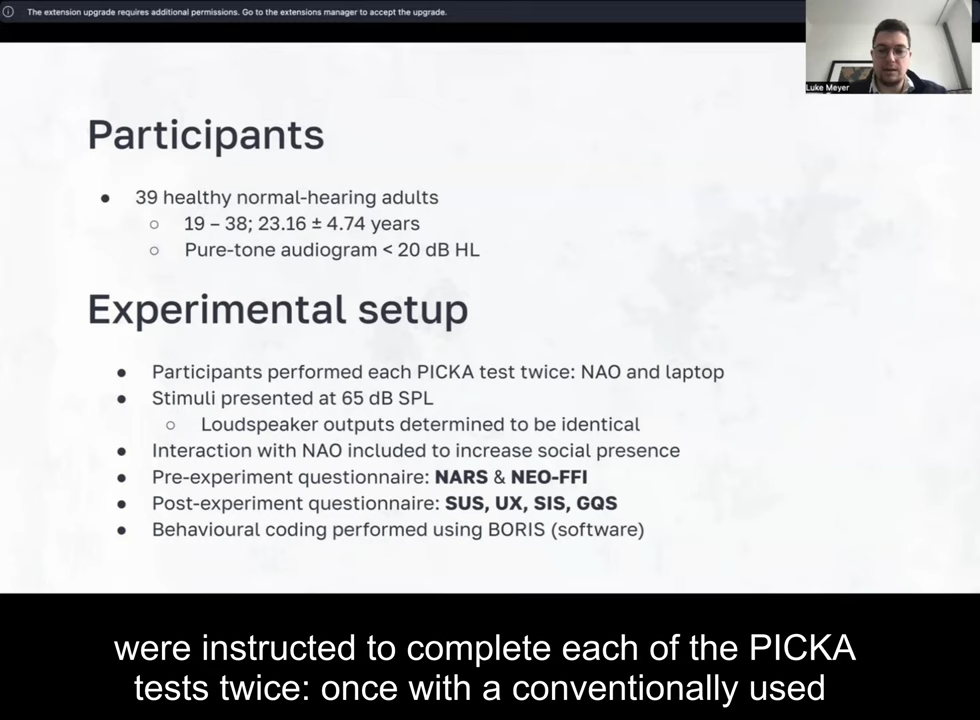 The extension upgrade requires additional permissions. Go to the extensions manager to accept the upgrade.
Luke Meyer
Participants
● 39 healthy normal-hearing adults
○ 19 – 38; 23.16 ± 4.74 years
○ Pure-tone audiogram < 20 dB HL
Experimental setup
● Participants performed each PICKA test twice: NAO and laptop
● Stimuli presented at 65 dB SPL
○ Loudspeaker outputs determined to be identical
● Interaction with NAO included to increase social presence
● Pre-experiment questionnaire: NARS & NEO-FFI
● Post-experiment questionnaire: SUS, UX, SIS, GQS
● Behavioural coding performed using BORIS (software)
were instructed to complete each of the PICKA
tests twice: once with a conventionally used